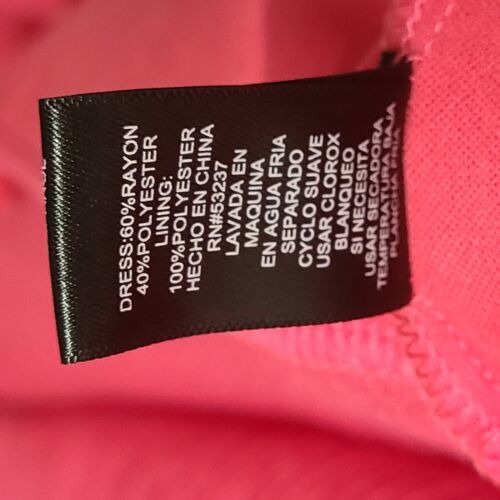 DRESS:60%RAYON
40%POLYESTER
LINING:
100%POLYESTER
HECHO EN CHINA
RN#53237
LAVADA EN
MAQUINA
EN AGUA FRIA
SEPARADO
CYCLO SUAVE
USAR CLOROX
BLANQUEO
SI NECESITA
USAR SECADORA
TEMPERATURA BAJA
PLANCHA FRIA